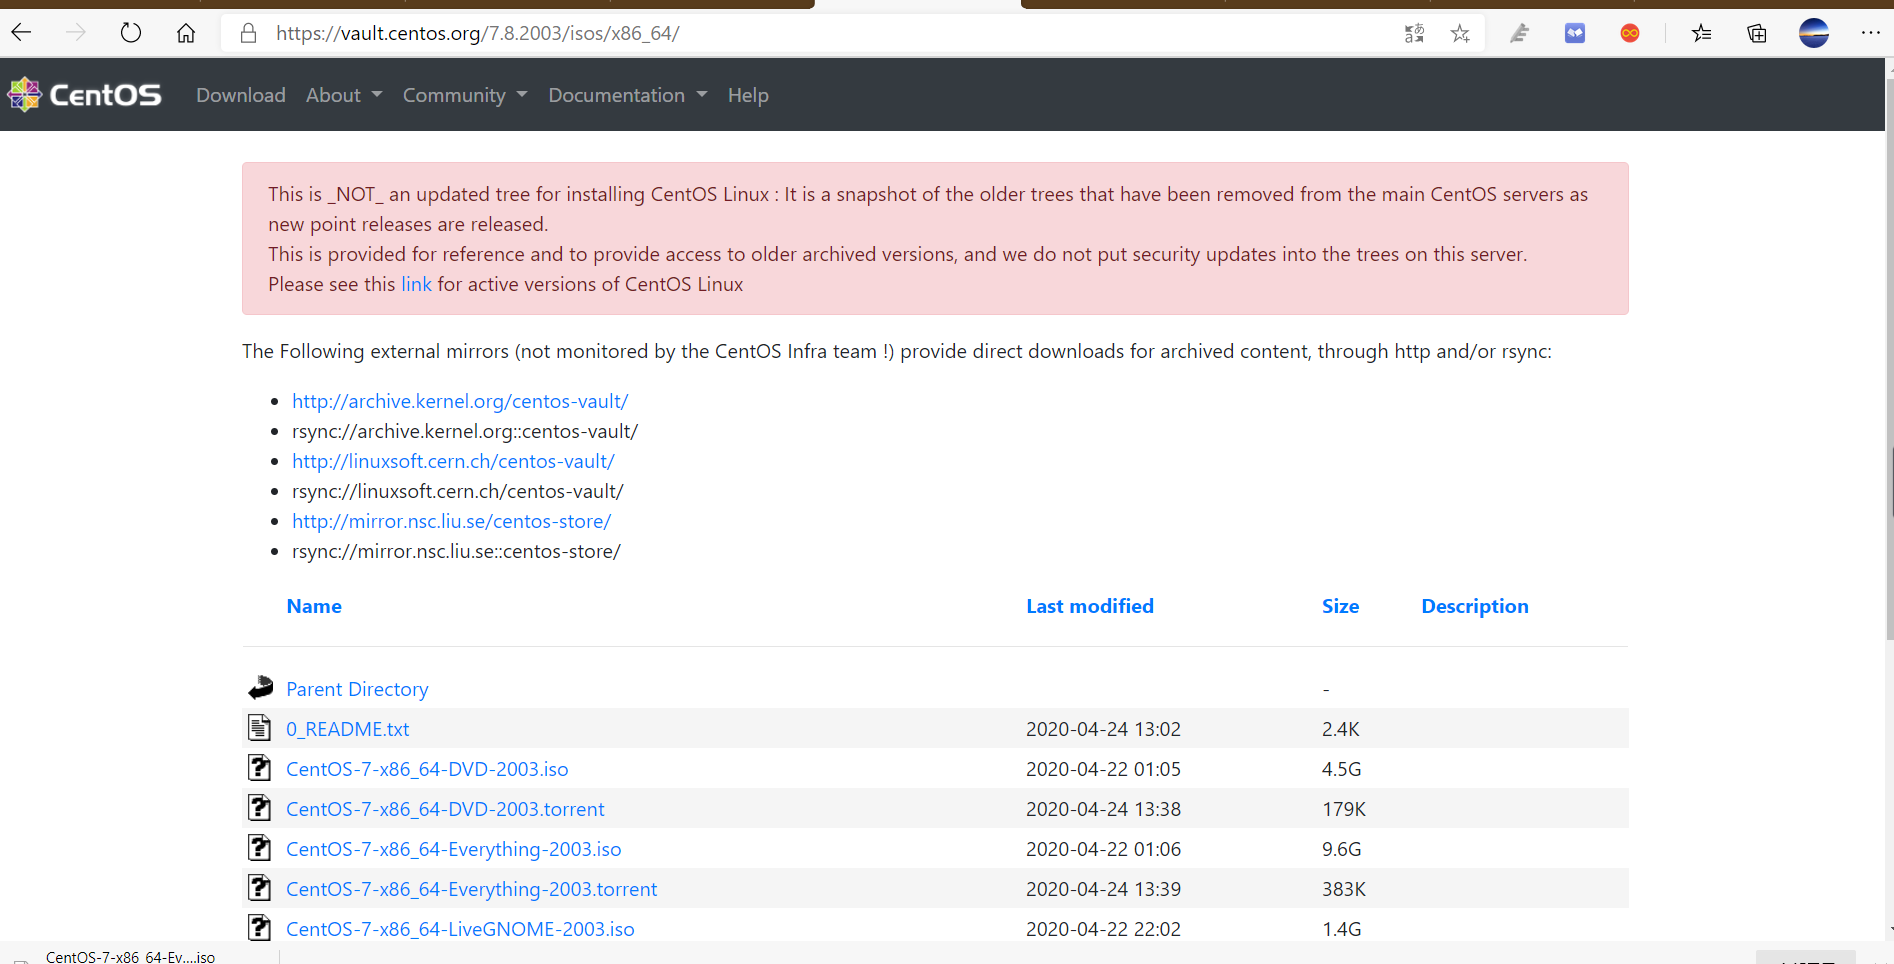 https://vault.centos.org/7.8.2003/isos/x86_64/
CentOS Download About Community Documentation Help
This is _NOT_ an updated tree for installing CentOS Linux : It is a snapshot of the older trees that have been removed from the main CentOS servers as
new point releases are released.
This is provided for reference and to provide access to older archived versions, and we do not put security updates into the trees on this server.
Please see this link for active versions of CentOS Linux
The Following external mirrors (not monitored by the CentOS Infra team !) provide direct downloads for archived content, through http and/or rsync:
http://archive.kernel.org/centos-vault/
rsync://archive.kernel.org::centos-vault/
http://linuxsoft.cern.ch/centos-vault/
rsync://linuxsoft.cern.ch/centos-vault/
http://mirror.nsc.liu.se/centos-store/
rsync://mirror.nsc.liu.se::centos-store/
Name Last modified Size Description
Parent Directory -
0_README.txt 2020-04-24 13:02 2.4K
CentOS-7-x86_64-DVD-2003.iso 2020-04-22 01:05 4.5G
CentOS-7-x86_64-DVD-2003.torrent 2020-04-24 13:38 179K
CentOS-7-x86_64-Everything-2003.iso 2020-04-22 01:06 9.6G
CentOS-7-x86_64-Everything-2003.torrent 2020-04-24 13:39 383K
CentOS-7-x86_64-LiveGNOME-2003.iso 2020-04-22 22:02 1.4G
CentOS-7-x86_64-Ev....iso